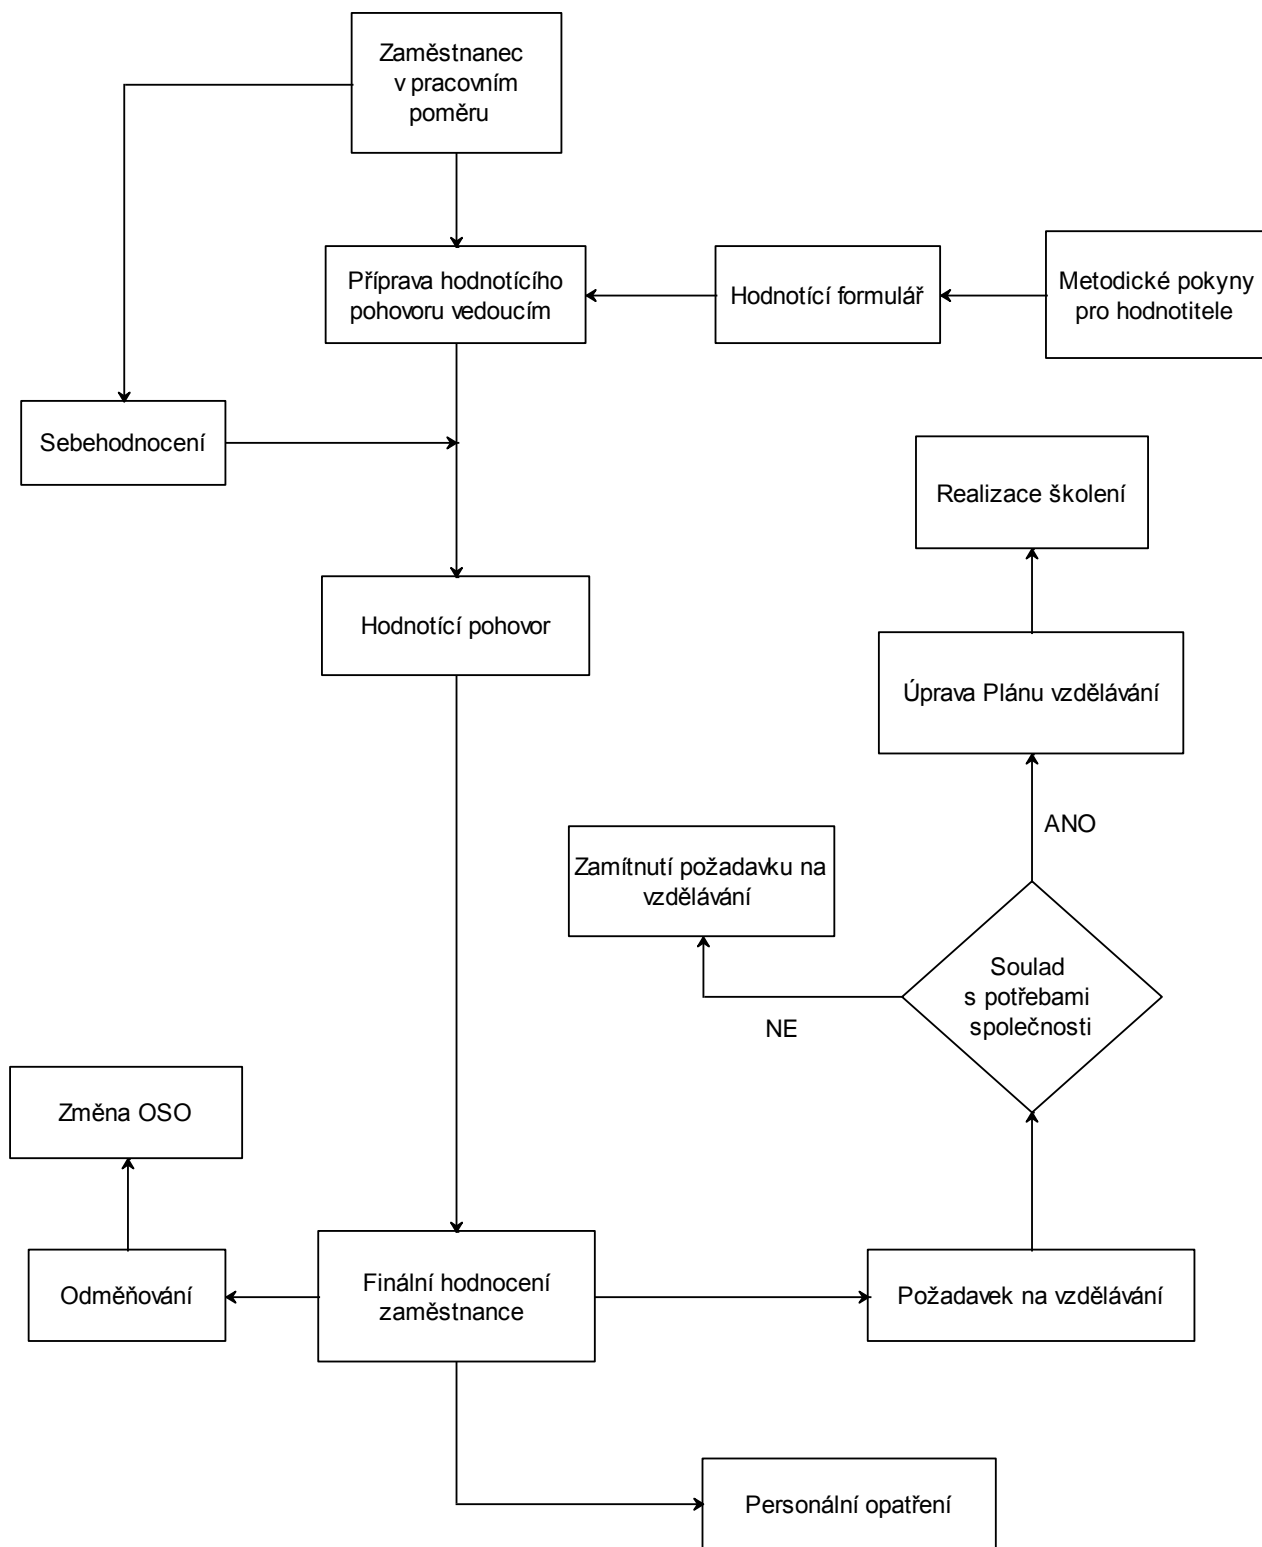 Zaměstnanec
v pracovním
poměru
Příprava hodnotícího
pohovoru vedoucím
Hodnotící formulář
Metodické pokyny
pro hodnotitele
Sebehodnocení
Realizace školení
Hodnotící pohovor
Úprava Plánu vzdělávání
ANO
Zamítnutí požadavku na
vzdělávání
Soulad
s potřebami
společnosti
NE
Změna OSO
Odměňování
Finální hodnocení
zaměstnance
Požadavek na vzdělávání
Personální opatření